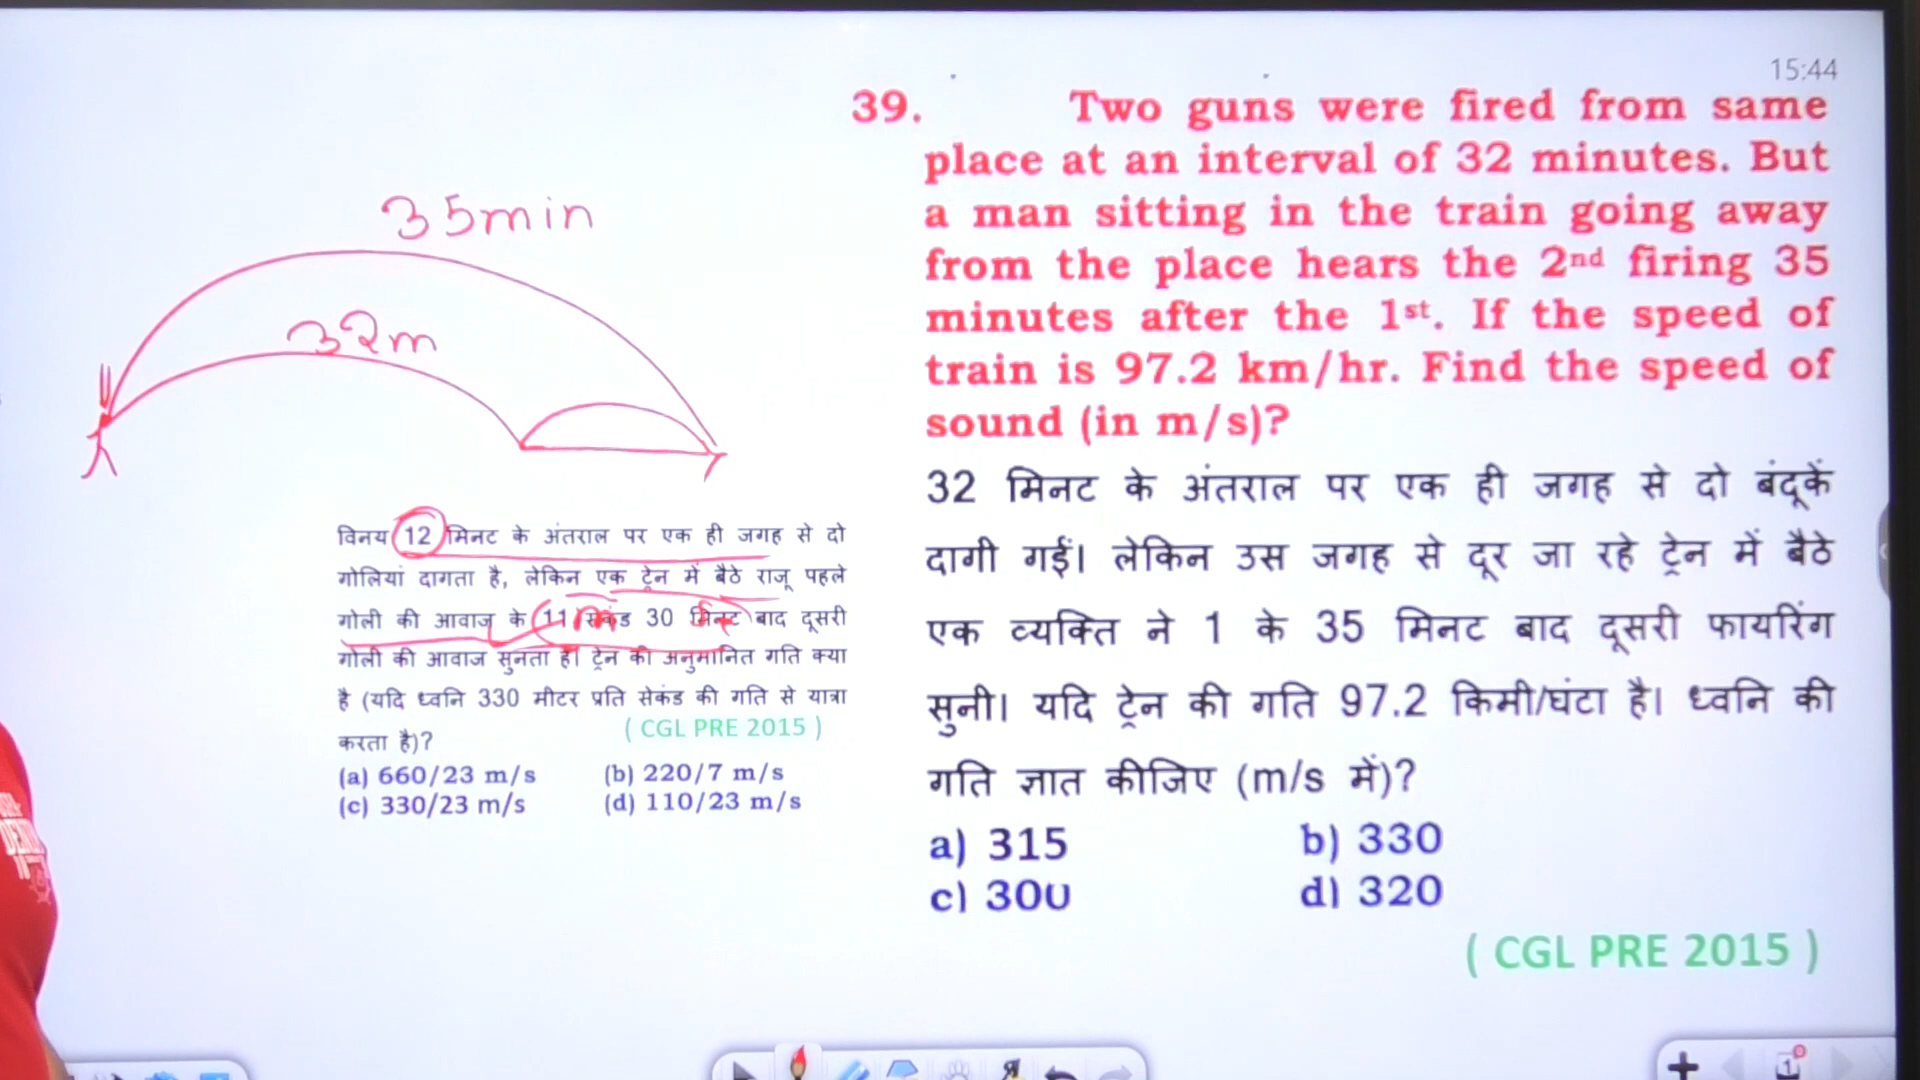 15:44
39. Two guns were fired from same
place at an interval of 32 minutes. But
a man sitting in the train going away
from the place hears the 2nd firing 35
minutes after the 1st. If the speed of
train is 97.2 km/hr. Find the speed of
sound (in m/s)?
32 मिनट के अंतराल पर एक ही जगह से दो बंदूकें
दागी गईं। लेकिन उस जगह से दूर जा रहे ट्रेन में बैठे
एक व्यक्ति ने 1 के 35 मिनट बाद दूसरी फायरिंग
सुनी। यदि ट्रेन की गति 97.2 किमी/घंटा है। ध्वनि की
गति ज्ञात कीजिए (m/s में)?
a) 315 b) 330
c) 300 d) 320
( CGL PRE 2015 )
35min
32m
विनय 12 मिनट के अंतराल पर एक ही जगह से दो
गोलियां दागता है, लेकिन एक ट्रेन में बैठे राजू पहले
गोली की आवाज के 11 सेकंड 30 मिनट बाद दूसरी
गोली की आवाज सुनता है। ट्रेन की अनुमानित गति क्या
है (यदि ध्वनि 330 मीटर प्रति सेकंड की गति से यात्रा
करता है)? ( CGL PRE 2015 )
(a) 660/23 m/s (b) 220/7 m/s
(c) 330/23 m/s (d) 110/23 m/s